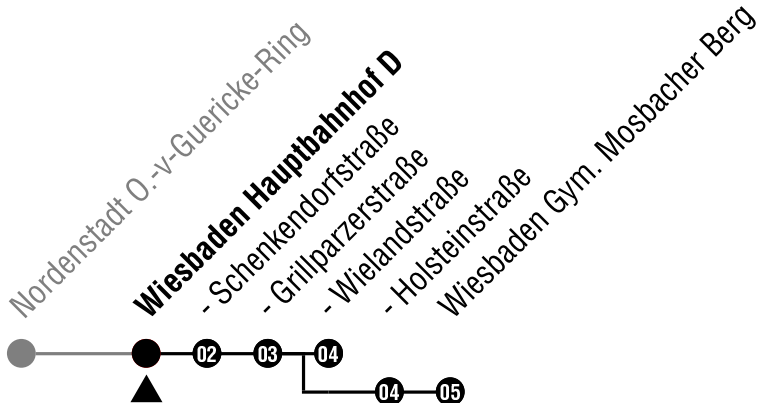 Nordenstadt O.-v-Guericke-Ring
Wiesbaden Hauptbahnhof D
- Schenkendorfstraße
- Grillparzerstraße
- Wielandstraße
- Holsteinstraße
Wiesbaden Gym. Mosbacher Berg
02 03 04
04 05